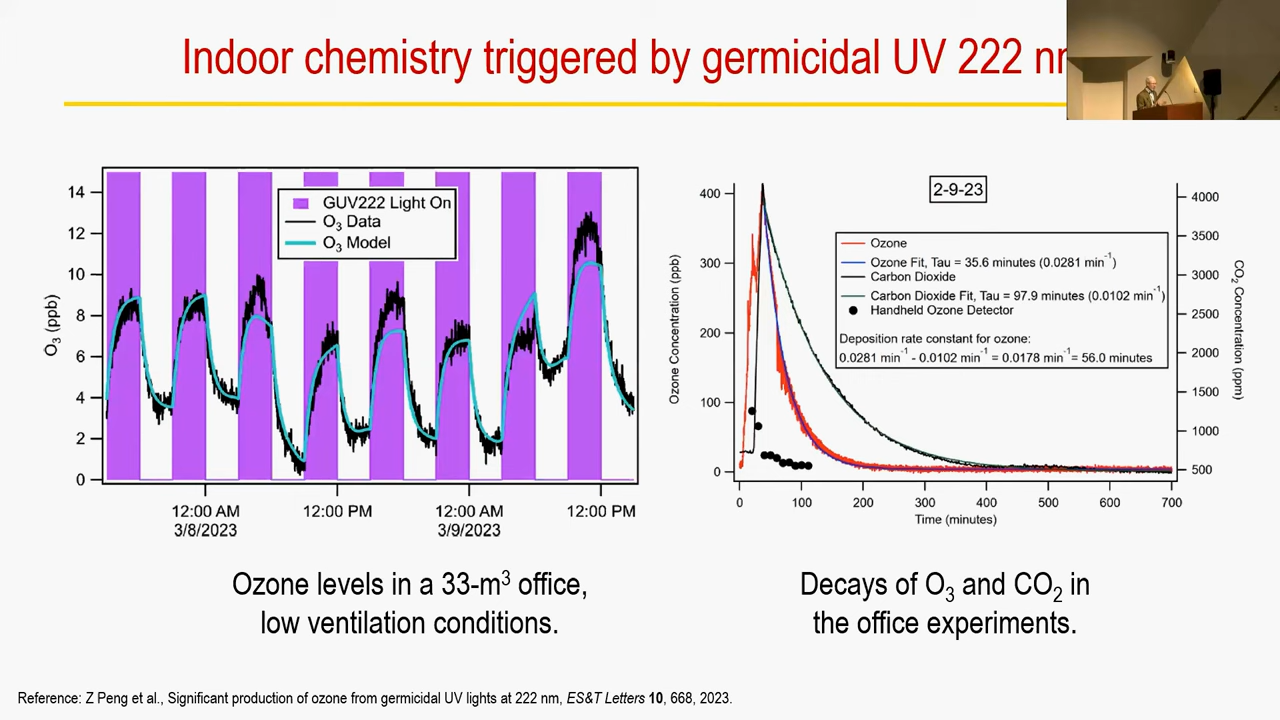 Indoor chemistry triggered by germicidal UV 222
14
12
10
8
6
4
2
0
O₃ (ppb)
GUV222 Light On
O₃ Data
O₃ Model
12:00 AM
3/8/2023
12:00 PM
12:00 AM
3/9/2023
12:00 PM
2-9-23
400
300
200
100
0
Ozone Concentration (ppb)
Ozone
Ozone Fit, Tau = 35.6 minutes (0.0281 min⁻¹)
Carbon Dioxide
Carbon Dioxide Fit, Tau = 97.9 minutes (0.0102 min⁻¹)
Handheld Ozone Detector
Deposition rate constant for ozone:
0.0281 min⁻¹ - 0.0102 min⁻¹ = 0.0178 min⁻¹= 56.0 minutes
4000
3500
3000
2500
2000
1500
1000
500
CO₂ Concentration (ppm)
0 100 200 300 400 500 600 700
Time (minutes)
Ozone levels in a 33-m³ office,
low ventilation conditions.
Decays of O₃ and CO₂ in
the office experiments.
Reference: Z Peng et al., Significant production of ozone from germicidal UV lights at 222 nm, ES&T Letters 10, 668, 2023.